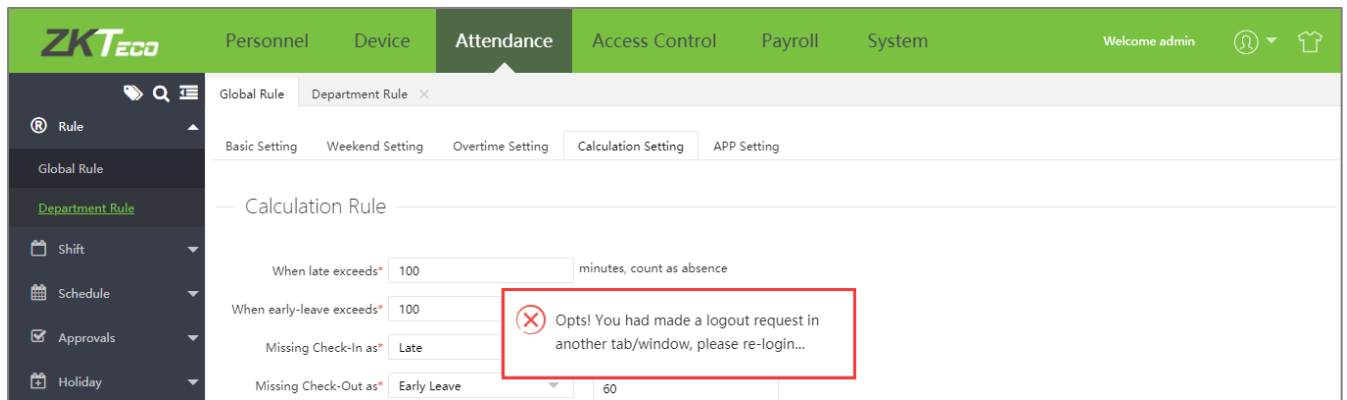 ZKTeco Personnel Device Attendance Access Control Payroll System Welcome admin
Global Rule Department Rule
Rule
Basic Setting Weekend Setting Overtime Setting Calculation Setting APP Setting
Global Rule
Department Rule
Calculation Rule
Shift
When late exceeds* 100 minutes, count as absence
Schedule
When early-leave exceeds* 100
Opts! You had made a logout request in
another tab/window, please re-login...
Approvals
Missing Check-In as* Late
Holiday
Missing Check-Out as* Early Leave 60